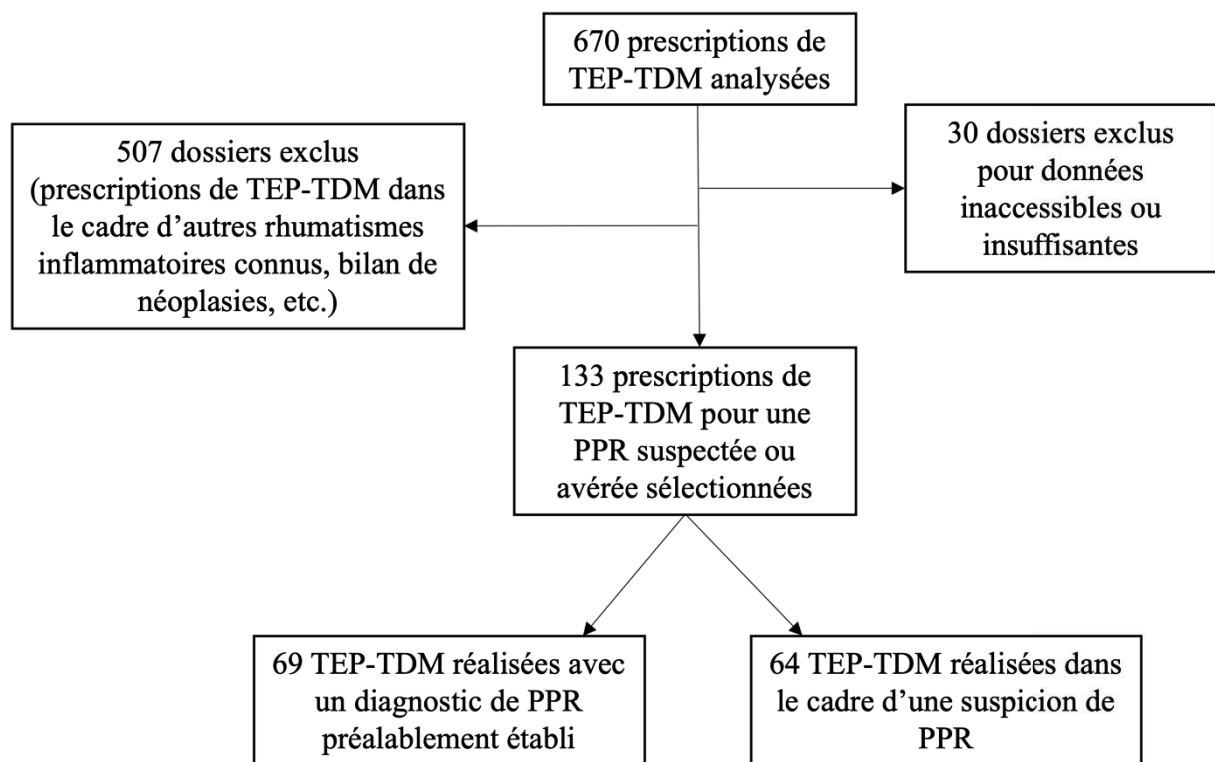 670 prescriptions de
TEP-TDM analysées
507 dossiers exclus
(prescriptions de TEP-TDM dans
le cadre d’autres rhumatismes
inflammatoires connus, bilan de
néoplasies, etc.)
30 dossiers exclus
pour données
inaccessibles ou
insuffisantes
133 prescriptions de
TEP-TDM pour une
PPR suspectée ou
avérée sélectionnées
69 TEP-TDM réalisées avec
un diagnostic de PPR
préalablement établi
64 TEP-TDM réalisées dans
le cadre d’une suspicion de
PPR